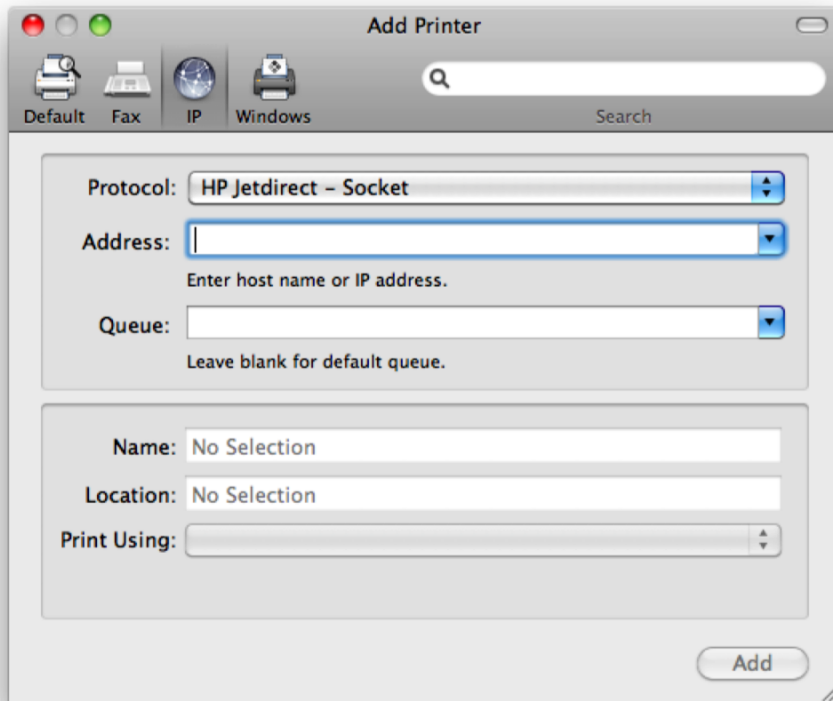 Add Printer
Default Fax IP Windows Search
Protocol: HP Jetdirect – Socket
Address:
Enter host name or IP address.
Queue:
Leave blank for default queue.
Name: No Selection
Location: No Selection
Print Using:
Add